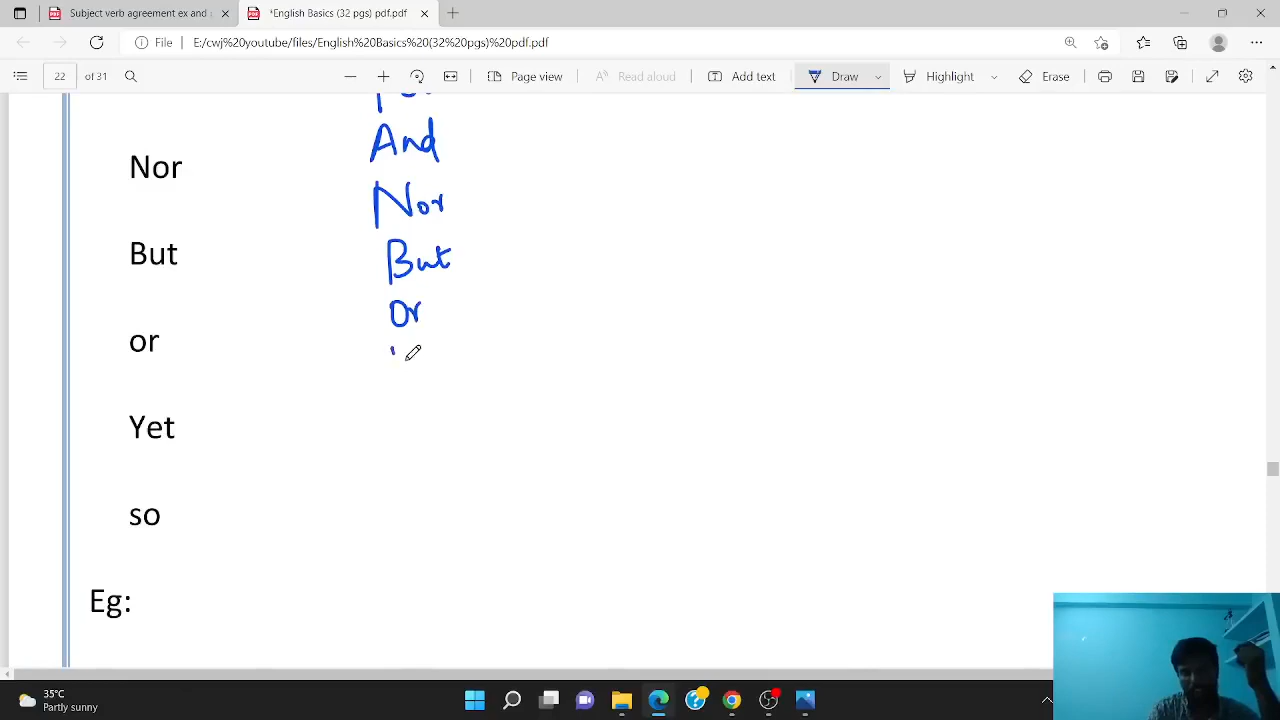 Subject verb agreement ex and
*English Basics (32 pgs) pdf.pdf
File E:/cwj%20youtube/files/English%20Basics%20(32%20pgs)%20pdf.pdf
22 of 31 Page view Read aloud Add text Draw Highlight Erase
And
Nor
Nor
But
But
Or
or
Yet
so
Eg:
35°C
Partly sunny